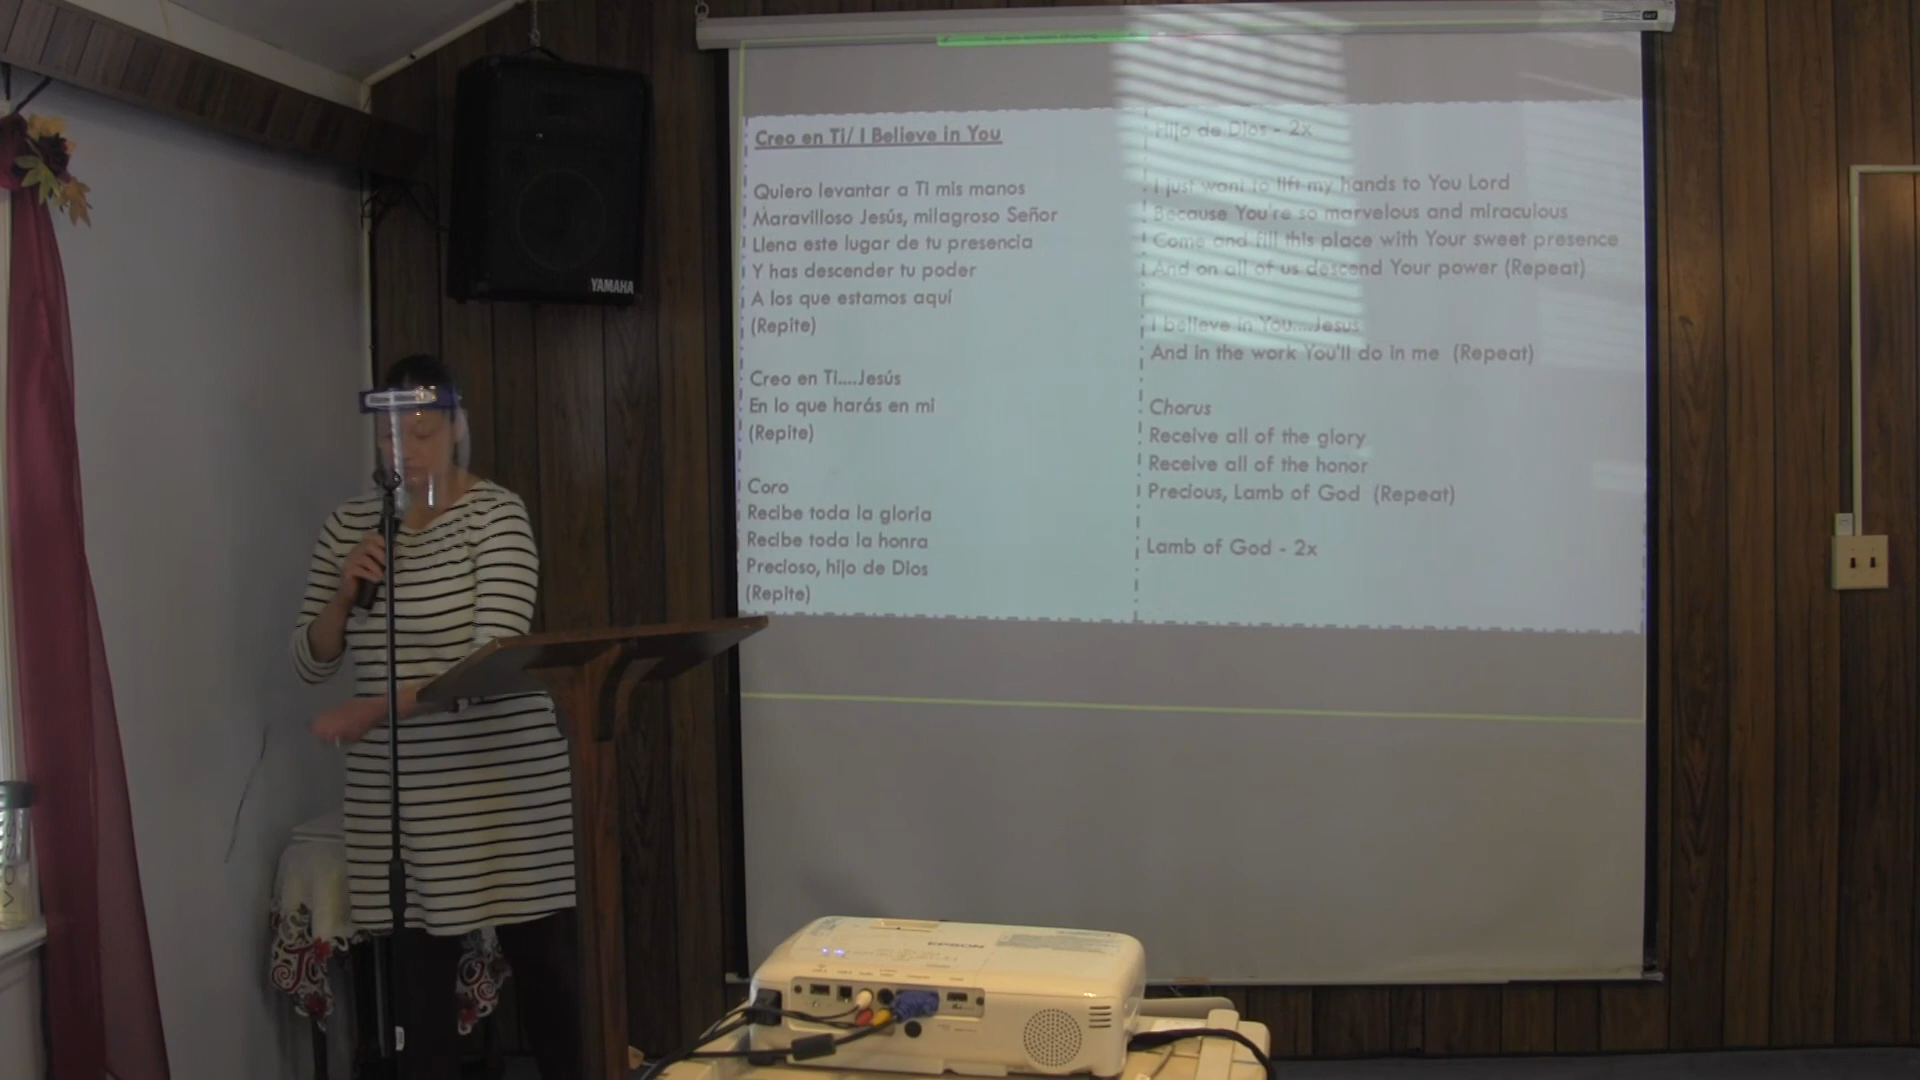 Creo en Ti/ I Believe in You
Quiero levantar a Ti mis manos
Maravilloso Jesús, milagroso Señor
Llena este lugar de tu presencia
Y has descender tu poder
A los que estamos aquí
(Repite)
Creo en Ti....Jesús
En lo que harás en mi
(Repite)
Coro
Recibe toda la gloria
Recibe toda la honra
Precioso, hijo de Dios
(Repite)
Hijo de Dios - 2x
I just want to lift my hands to You Lord
Because You're so marvelous and miraculous
Come and fill this place with Your sweet presence
And on all of us descend Your power (Repeat)
I believe in You....Jesus
And in the work You'll do in me (Repeat)
Chorus
Receive all of the glory
Receive all of the honor
Precious, Lamb of God (Repeat)
Lamb of God - 2x
YAMAHA
EPSON